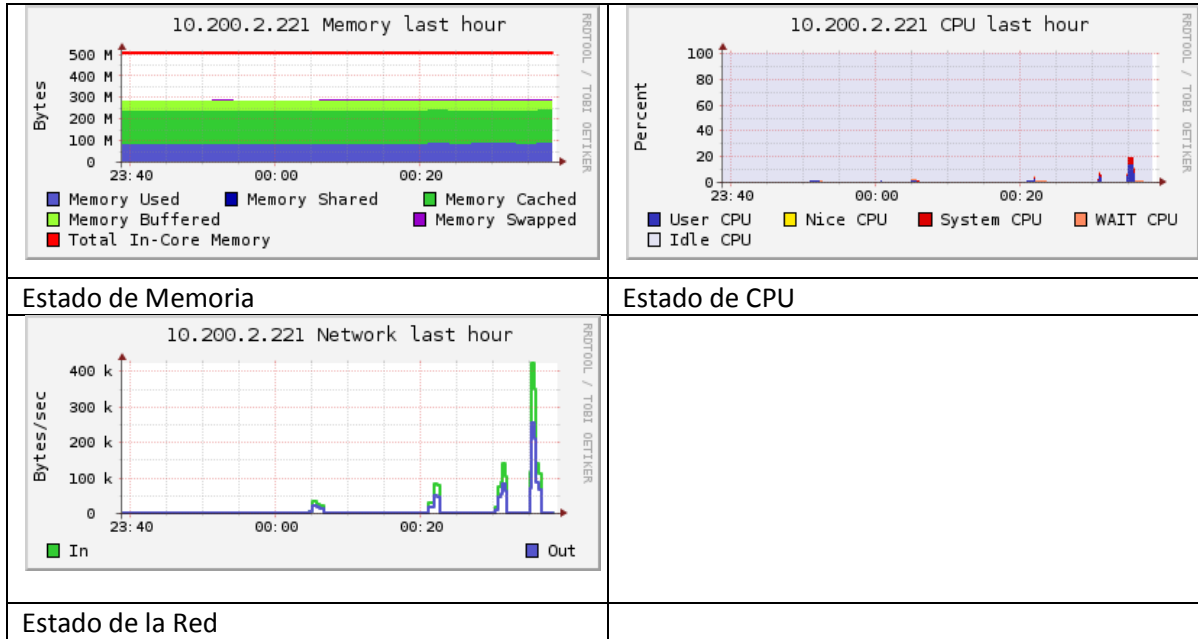 10.200.2.221 Memory last hour
RRDTOOL / TOBI OETIKER
Bytes
500 M
400 M
300 M
200 M
100 M
0
23:40 00:00 00:20
Memory Used Memory Shared Memory Cached
Memory Buffered Memory Swapped
Total In-Core Memory
10.200.2.221 CPU last hour
RRDTOOL / TOBI OETIKER
Percent
100
80
60
40
20
0
23:40 00:00 00:20
User CPU Nice CPU System CPU WAIT CPU
Idle CPU
Estado de Memoria
Estado de CPU
10.200.2.221 Network last hour
RRDTOOL / TOBI OETIKER
Bytes/sec
400 k
300 k
200 k
100 k
0
23:40 00:00 00:20
In Out
Estado de la Red